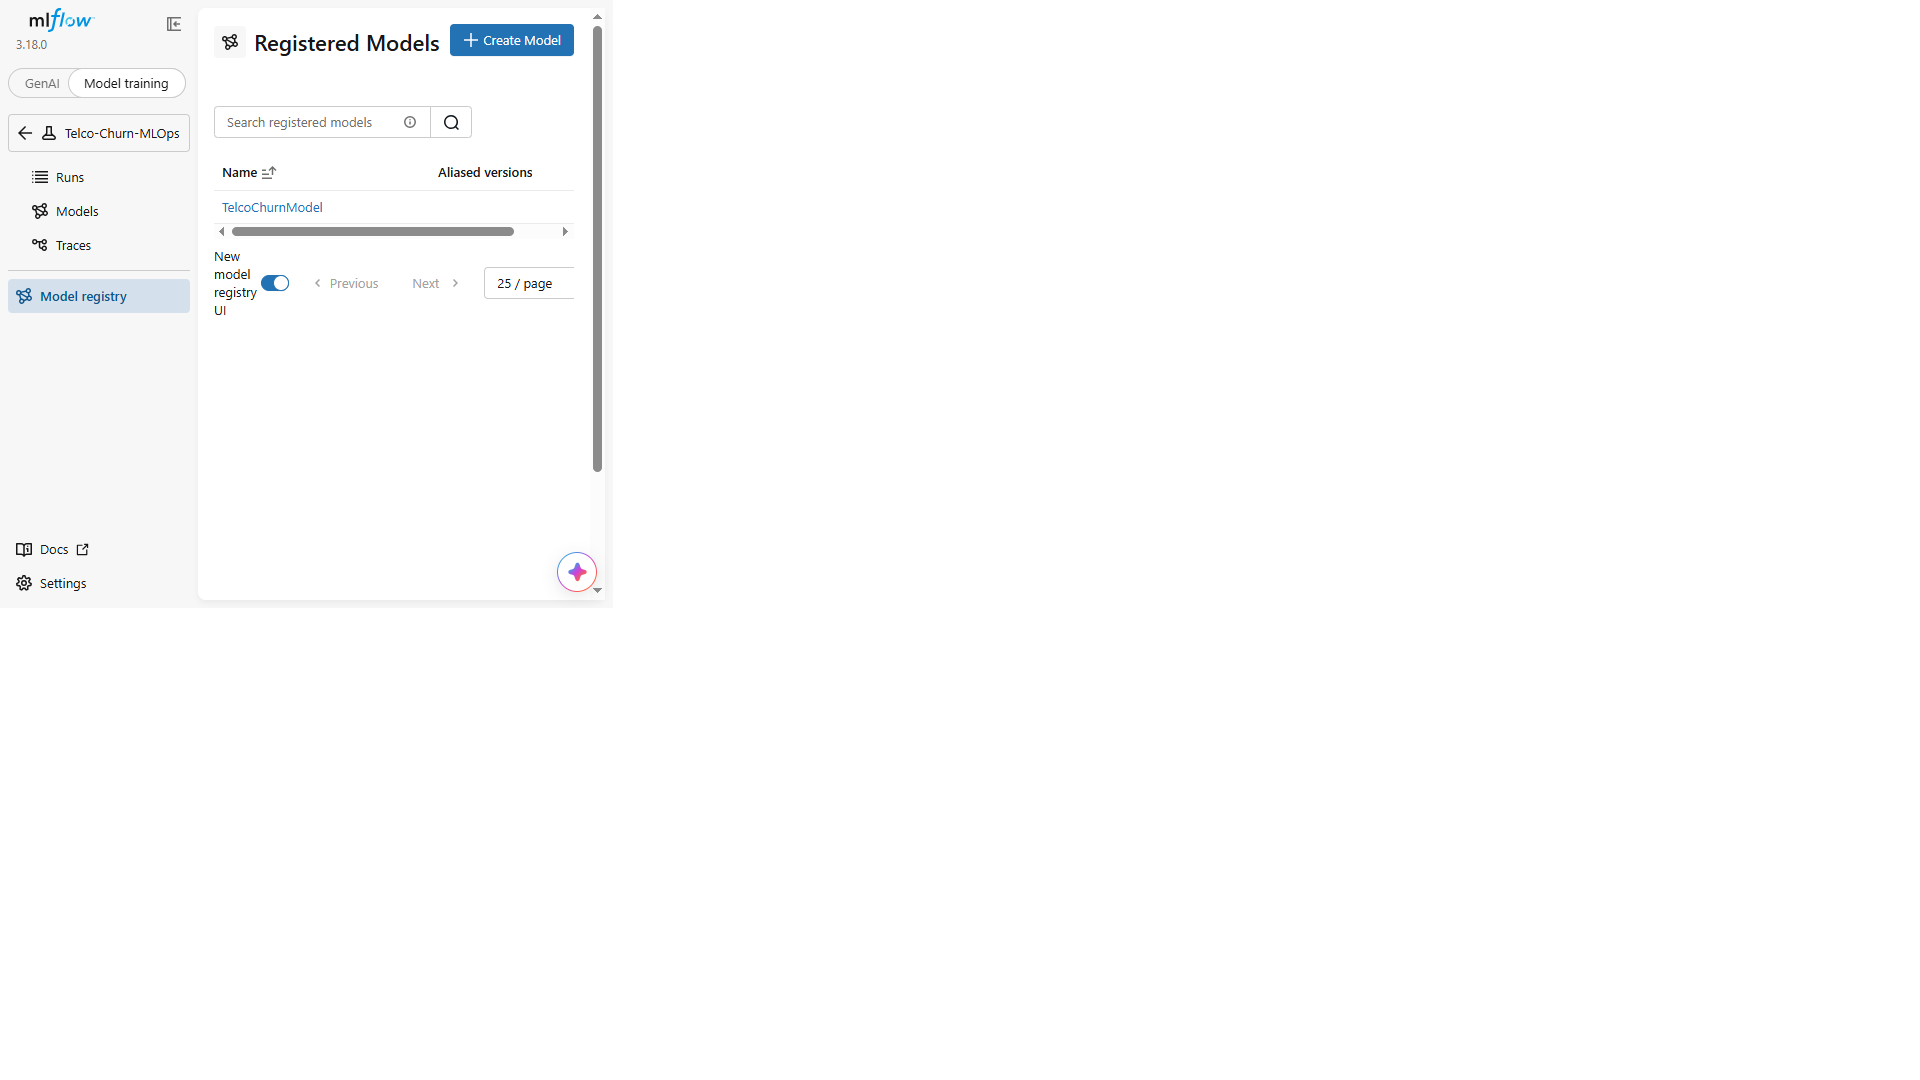 mlflow
3.18.0
GenAI
Model training
Telco-Churn-MLOps
Runs
Models
Traces
Model registry
Docs
Settings
Registered Models
Create Model
Search registered models
Name
Aliased versions
TelcoChurnModel
New
model
registry
UI
Previous
Next
25 / page